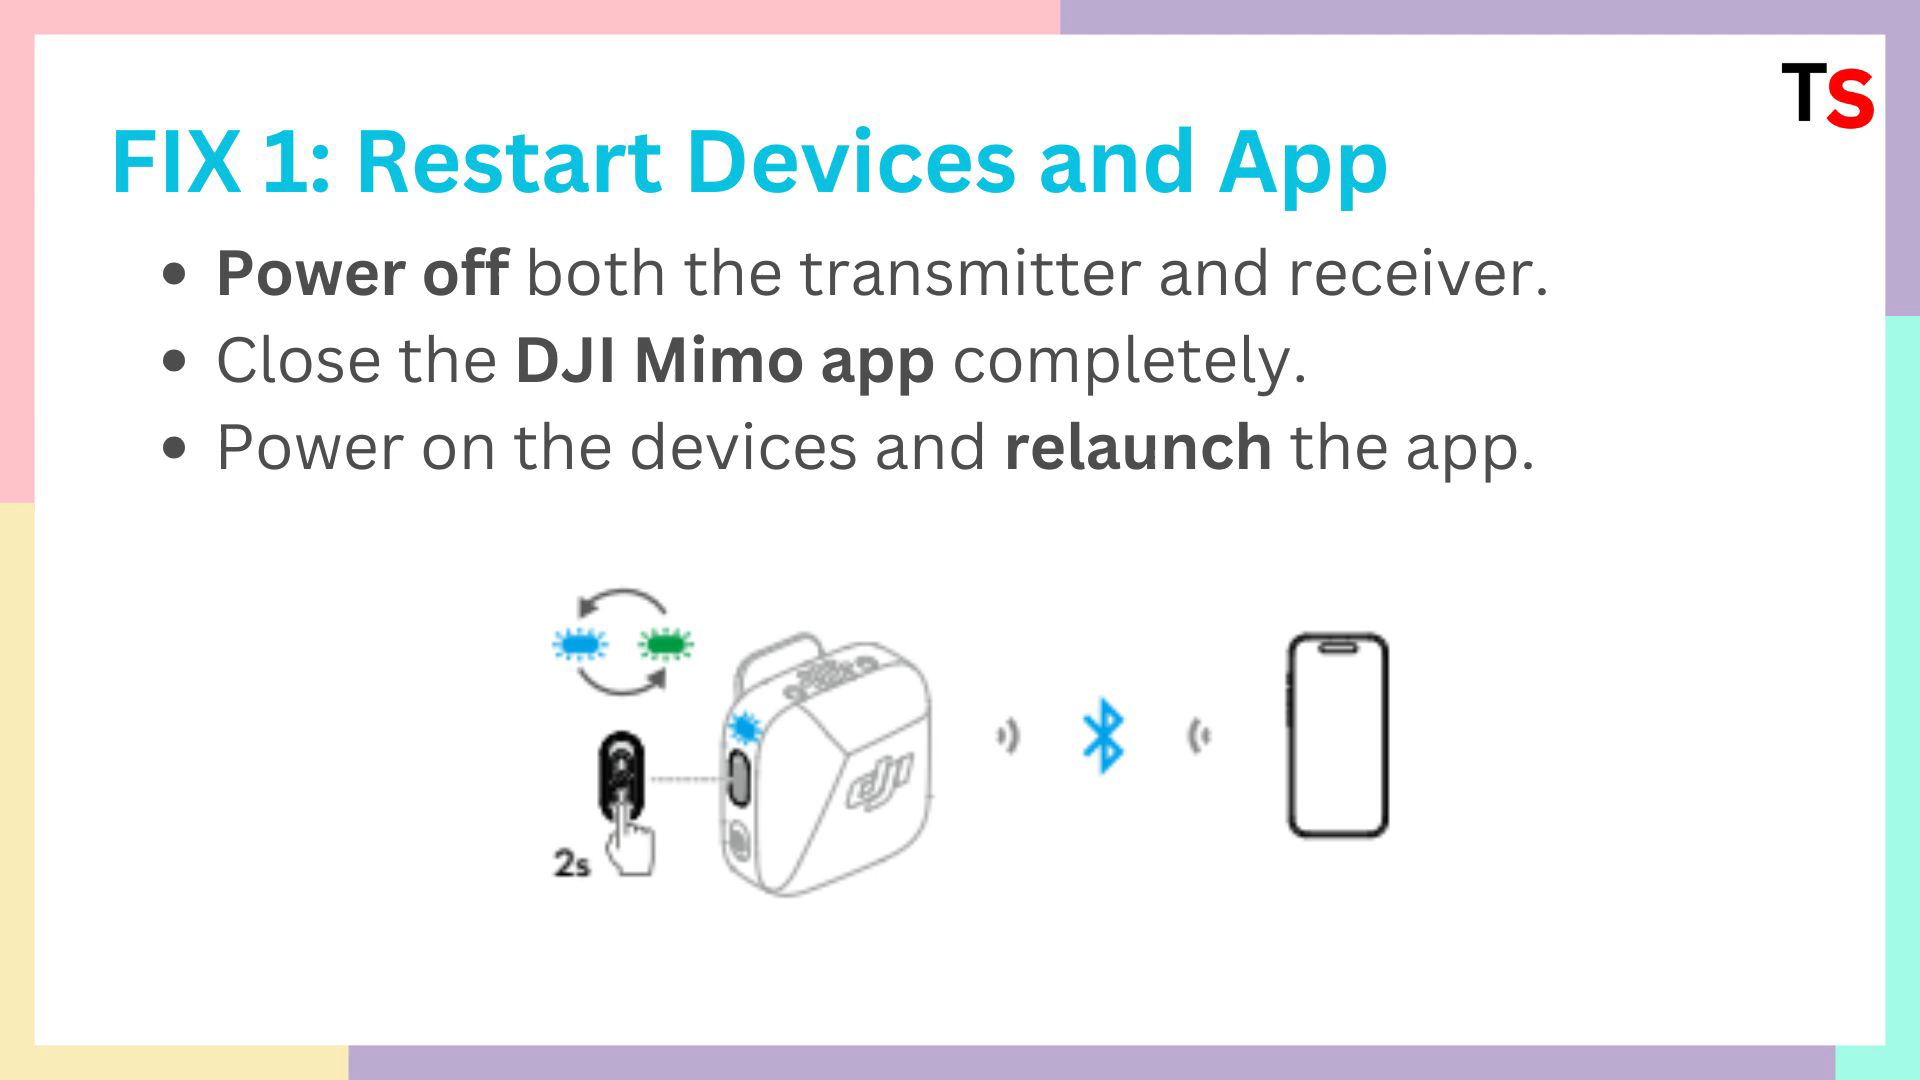 TS
FIX 1: Restart Devices and App
• Power off both the transmitter and receiver.
• Close the DJI Mimo app completely.
• Power on the devices and relaunch the app.
dji
2s